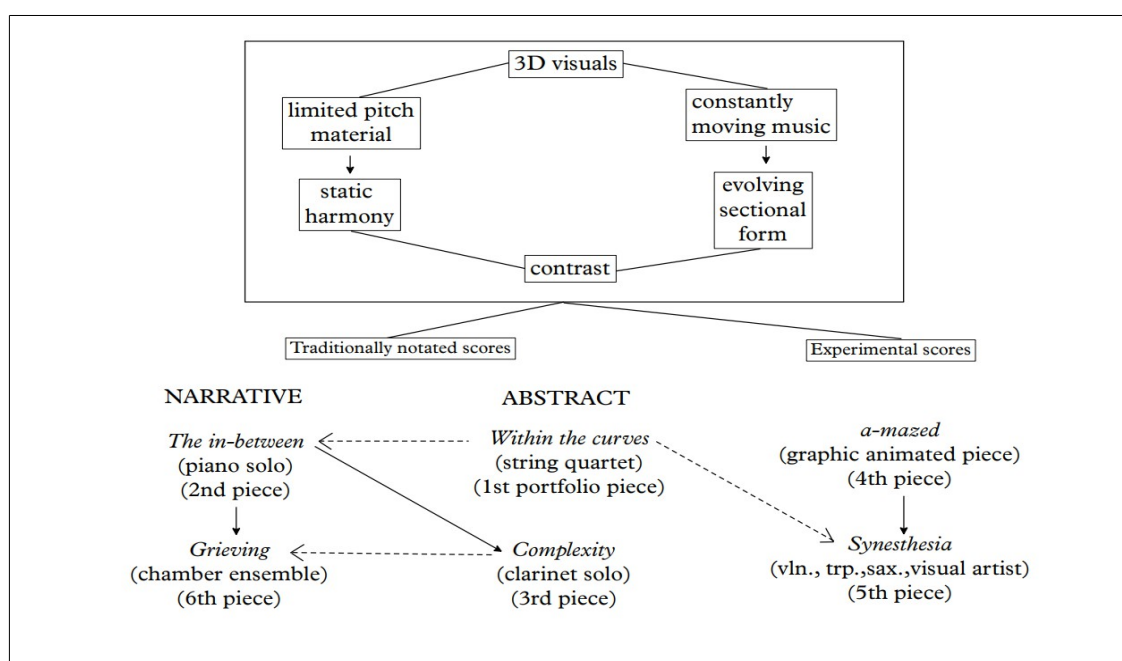 3D visuals
limited pitch
material
constantly
moving music
static
harmony
evolving
sectional
form
contrast
Traditionally notated scores
Experimental scores
NARRATIVE
ABSTRACT
The in-between
(piano solo)
(2nd piece)
Within the curves
(string quartet)
(1st portfolio piece)
a-mazed
(graphic animated piece)
(4th piece)
Grieving
(chamber ensemble)
(6th piece)
Complexity
(clarinet solo)
(3rd piece)
Synesthesia
(vln., trp.,sax.,visual artist)
(5th piece)